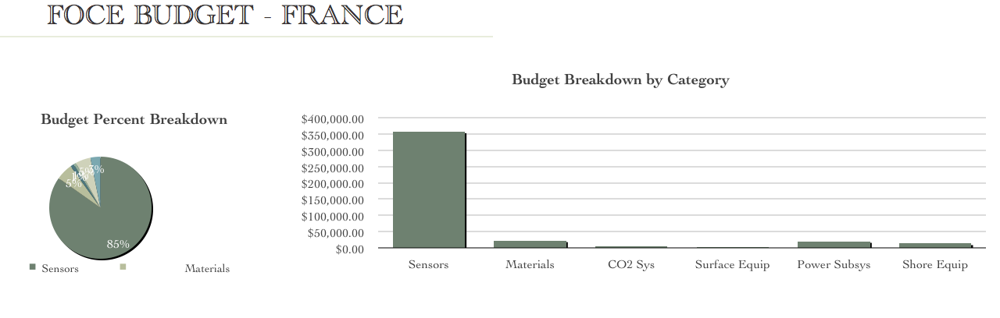 FOCE BUDGET - FRANCE
Budget Breakdown by Category
Budget Percent Breakdown
$400,000.00
$350,000.00
$300,000.00
$250,000.00
$200,000.00
$150,000.00
$100,000.00
$50,000.00
$0.00
5%
3%
85%
Sensors Materials
Sensors Materials CO2 Sys Surface Equip Power Subsys Shore Equip